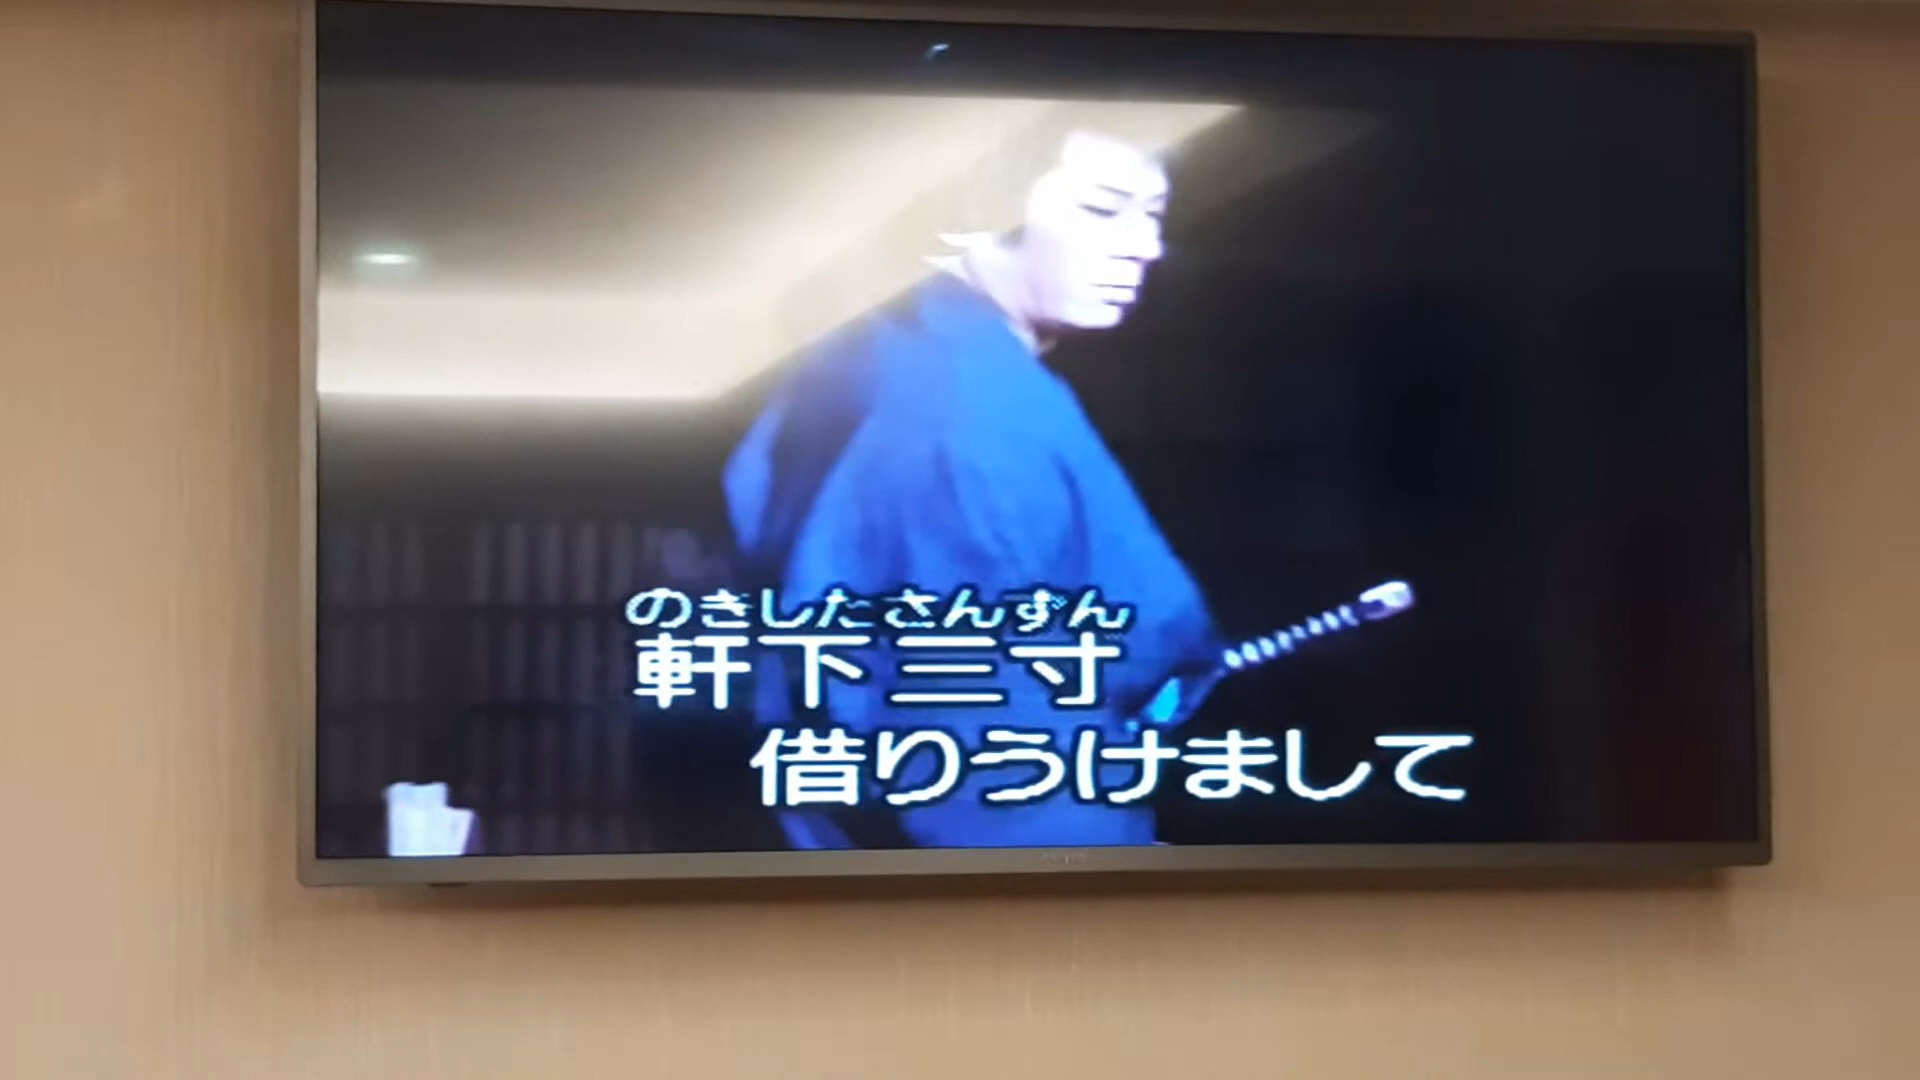 のきしたさんずん
軒下三寸
借りうけまして